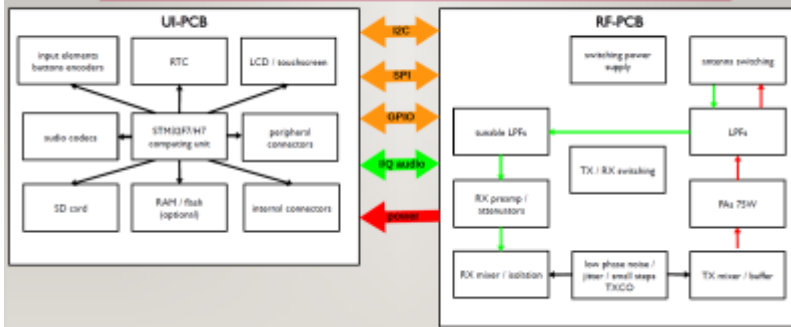 UI-PCB
input elements
buttons encoders
RTC
LCD / touchscreen
audio codecs
STM32F7/H7
computing unit
peripheral
connectors
SD card
RAM / flash
(optional)
internal connectors
I2C
SPI
GPIO
I/Q audio
power
RF-PCB
switching power
supply
antenna switching
tunable LPFs
LPFs
TX / RX switching
RX preamp /
attenuators
PAs 75W
RX mixer / isolation
low phase noise /
jitter / small steps
TXCO
TX mixer / buffer